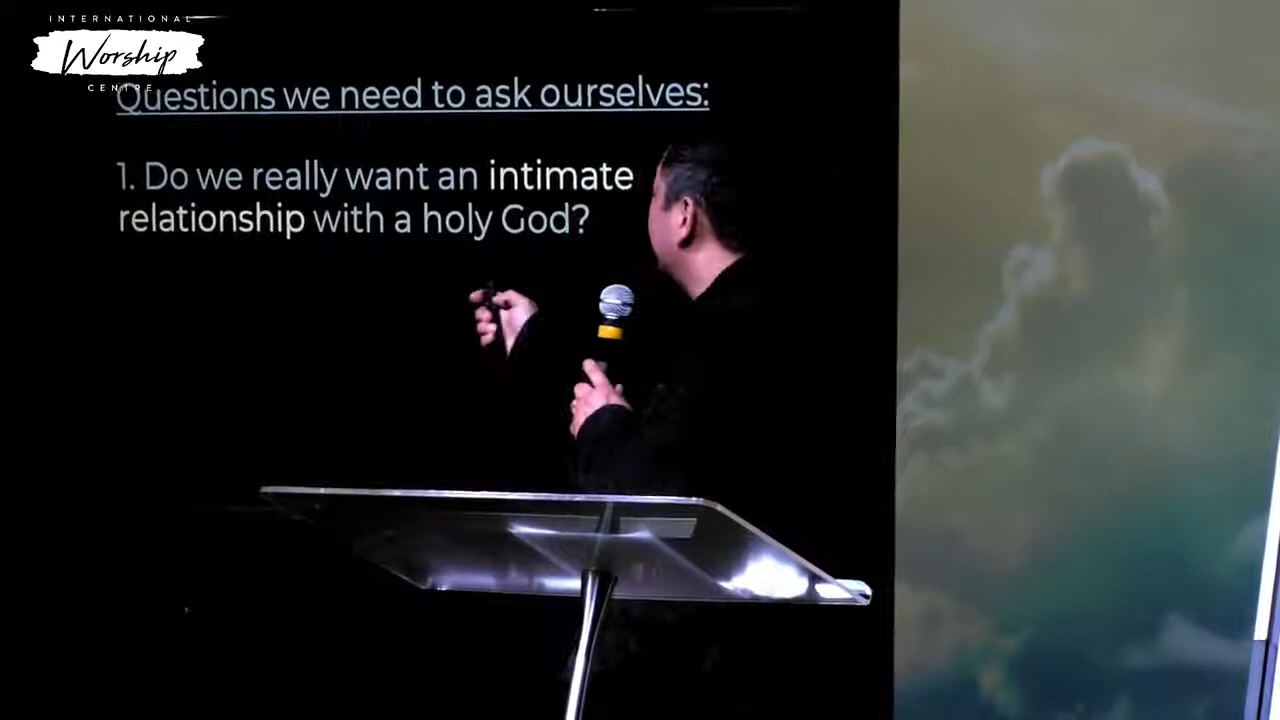 INTERNATIONAL
Worship
CENTRE
Questions we need to ask ourselves:
1. Do we really want an intimate
relationship with a holy God?